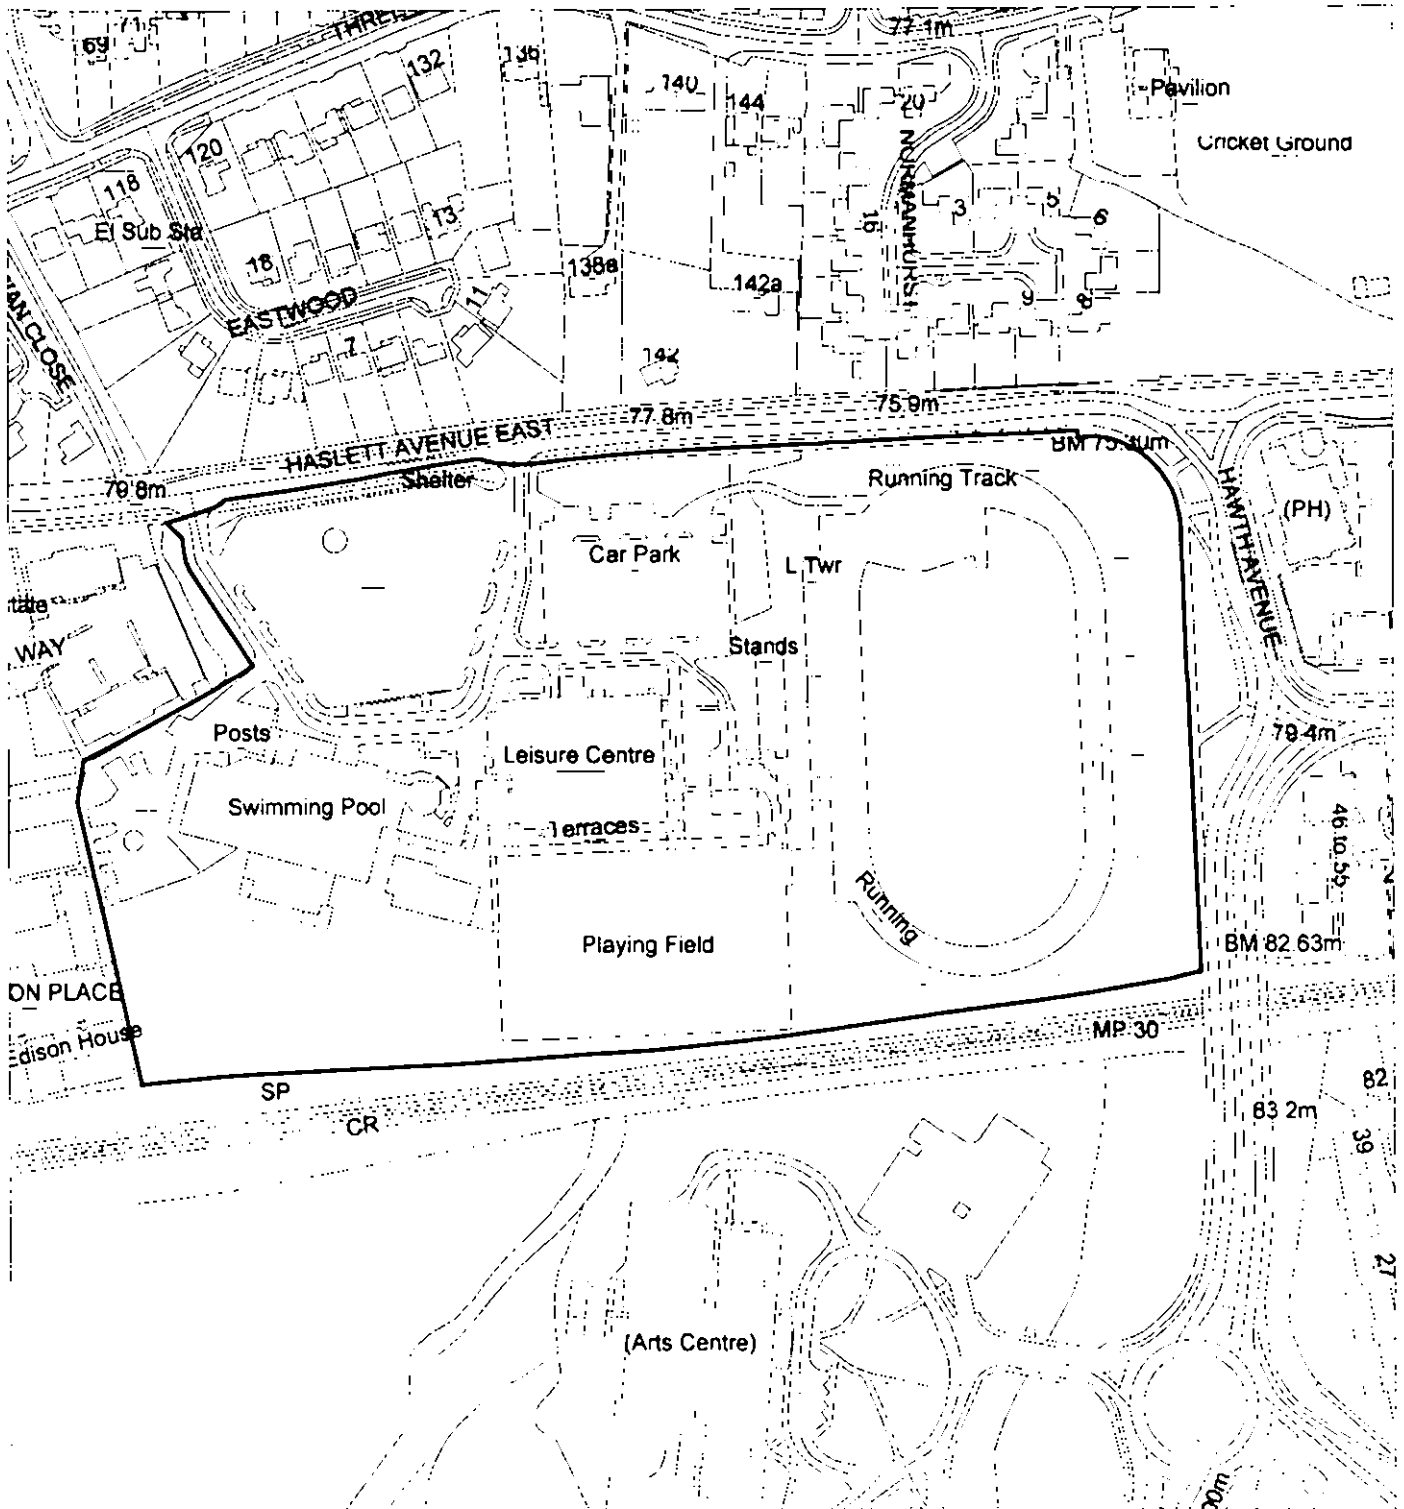 71
69
132
136
77.1m
140
144
20
Pavilion
Cricket Ground
120
118
El Sub Sta
13
18
16
NORMANHURST
3
5
6
138a
142a
11
9
8
EASTWOOD
7
142
77.8m
75.9m
HASLETT AVENUE EAST
79.8m
Shelter
Running Track
HAWTH AVENUE
(PH)
Car Park
L Twr
WAY
Stands
Posts
Leisure Centre
79.4m
Swimming Pool
Terraces
46 to 55
Running
Playing Field
BM 82.63m
ON PLACE
dison House
MP 30
SP
CR
82
83.2m
39
27
(Arts Centre)